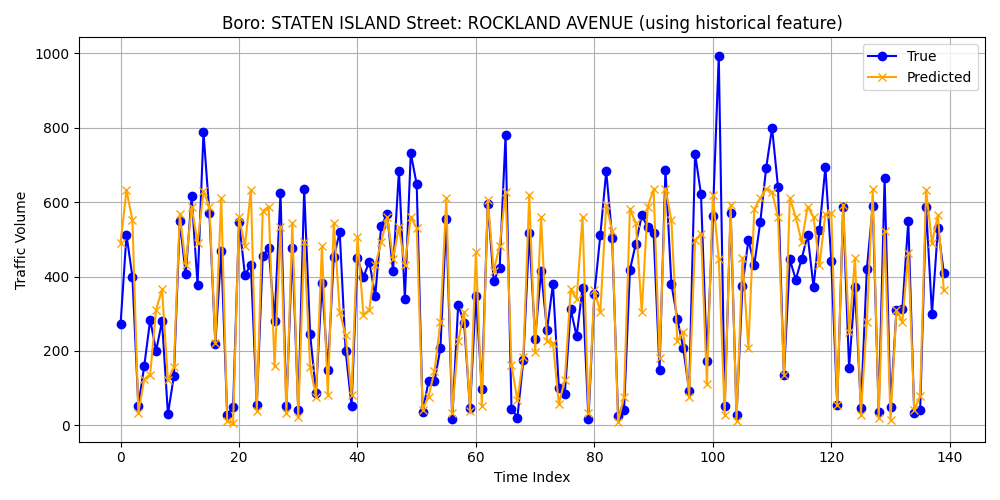 Boro: STATEN ISLAND Street: ROCKLAND AVENUE (using historical feature)
True
Predicted
Traffic Volume
1000
800
600
400
200
0
0 20 40 60 80 100 120 140
Time Index